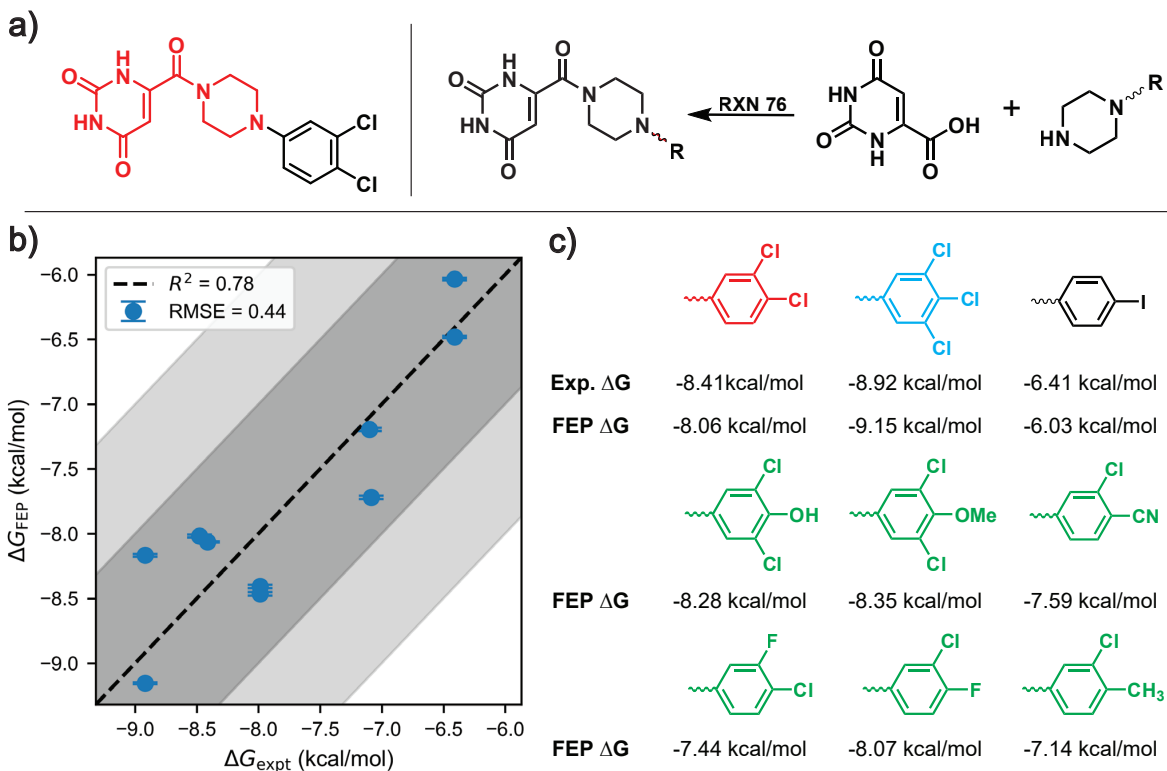 a)
O
H
N
O
NH
O
N
N
Cl
Cl
O
H
N
O
NH
O
N
N
R
RXN 76
O
HN
O
N
H
OH
O
+
R
N
HN
b)
R² = 0.78
RMSE = 0.44
ΔG_FEP (kcal/mol)
−6.0
−6.5
−7.0
−7.5
−8.0
−8.5
−9.0
−9.0 −8.5 −8.0 −7.5 −7.0 −6.5 −6.0
ΔG_expt (kcal/mol)
c)
Cl
Cl
Cl
Cl
Cl
I
Exp. ΔG -8.41kcal/mol -8.92 kcal/mol -6.41 kcal/mol
FEP ΔG -8.06 kcal/mol -9.15 kcal/mol -6.03 kcal/mol
Cl
OH
Cl
Cl
OMe
Cl
Cl
CN
FEP ΔG -8.28 kcal/mol -8.35 kcal/mol -7.59 kcal/mol
F
Cl
Cl
F
Cl
CH₃
FEP ΔG -7.44 kcal/mol -8.07 kcal/mol -7.14 kcal/mol